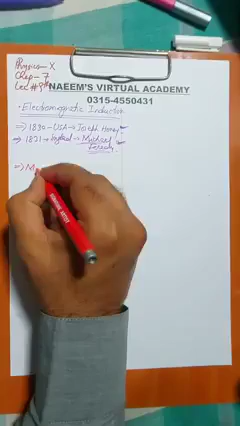 Physics - X
Chap - 7
Lec #
NAEEM'S VIRTUAL ACADEMY
0315-4550431
Electromagnetic Induction
⇒ 1830 → USA → Joseph Henry
⇒ 1831 → England → Michael
Faraday
⇒ M